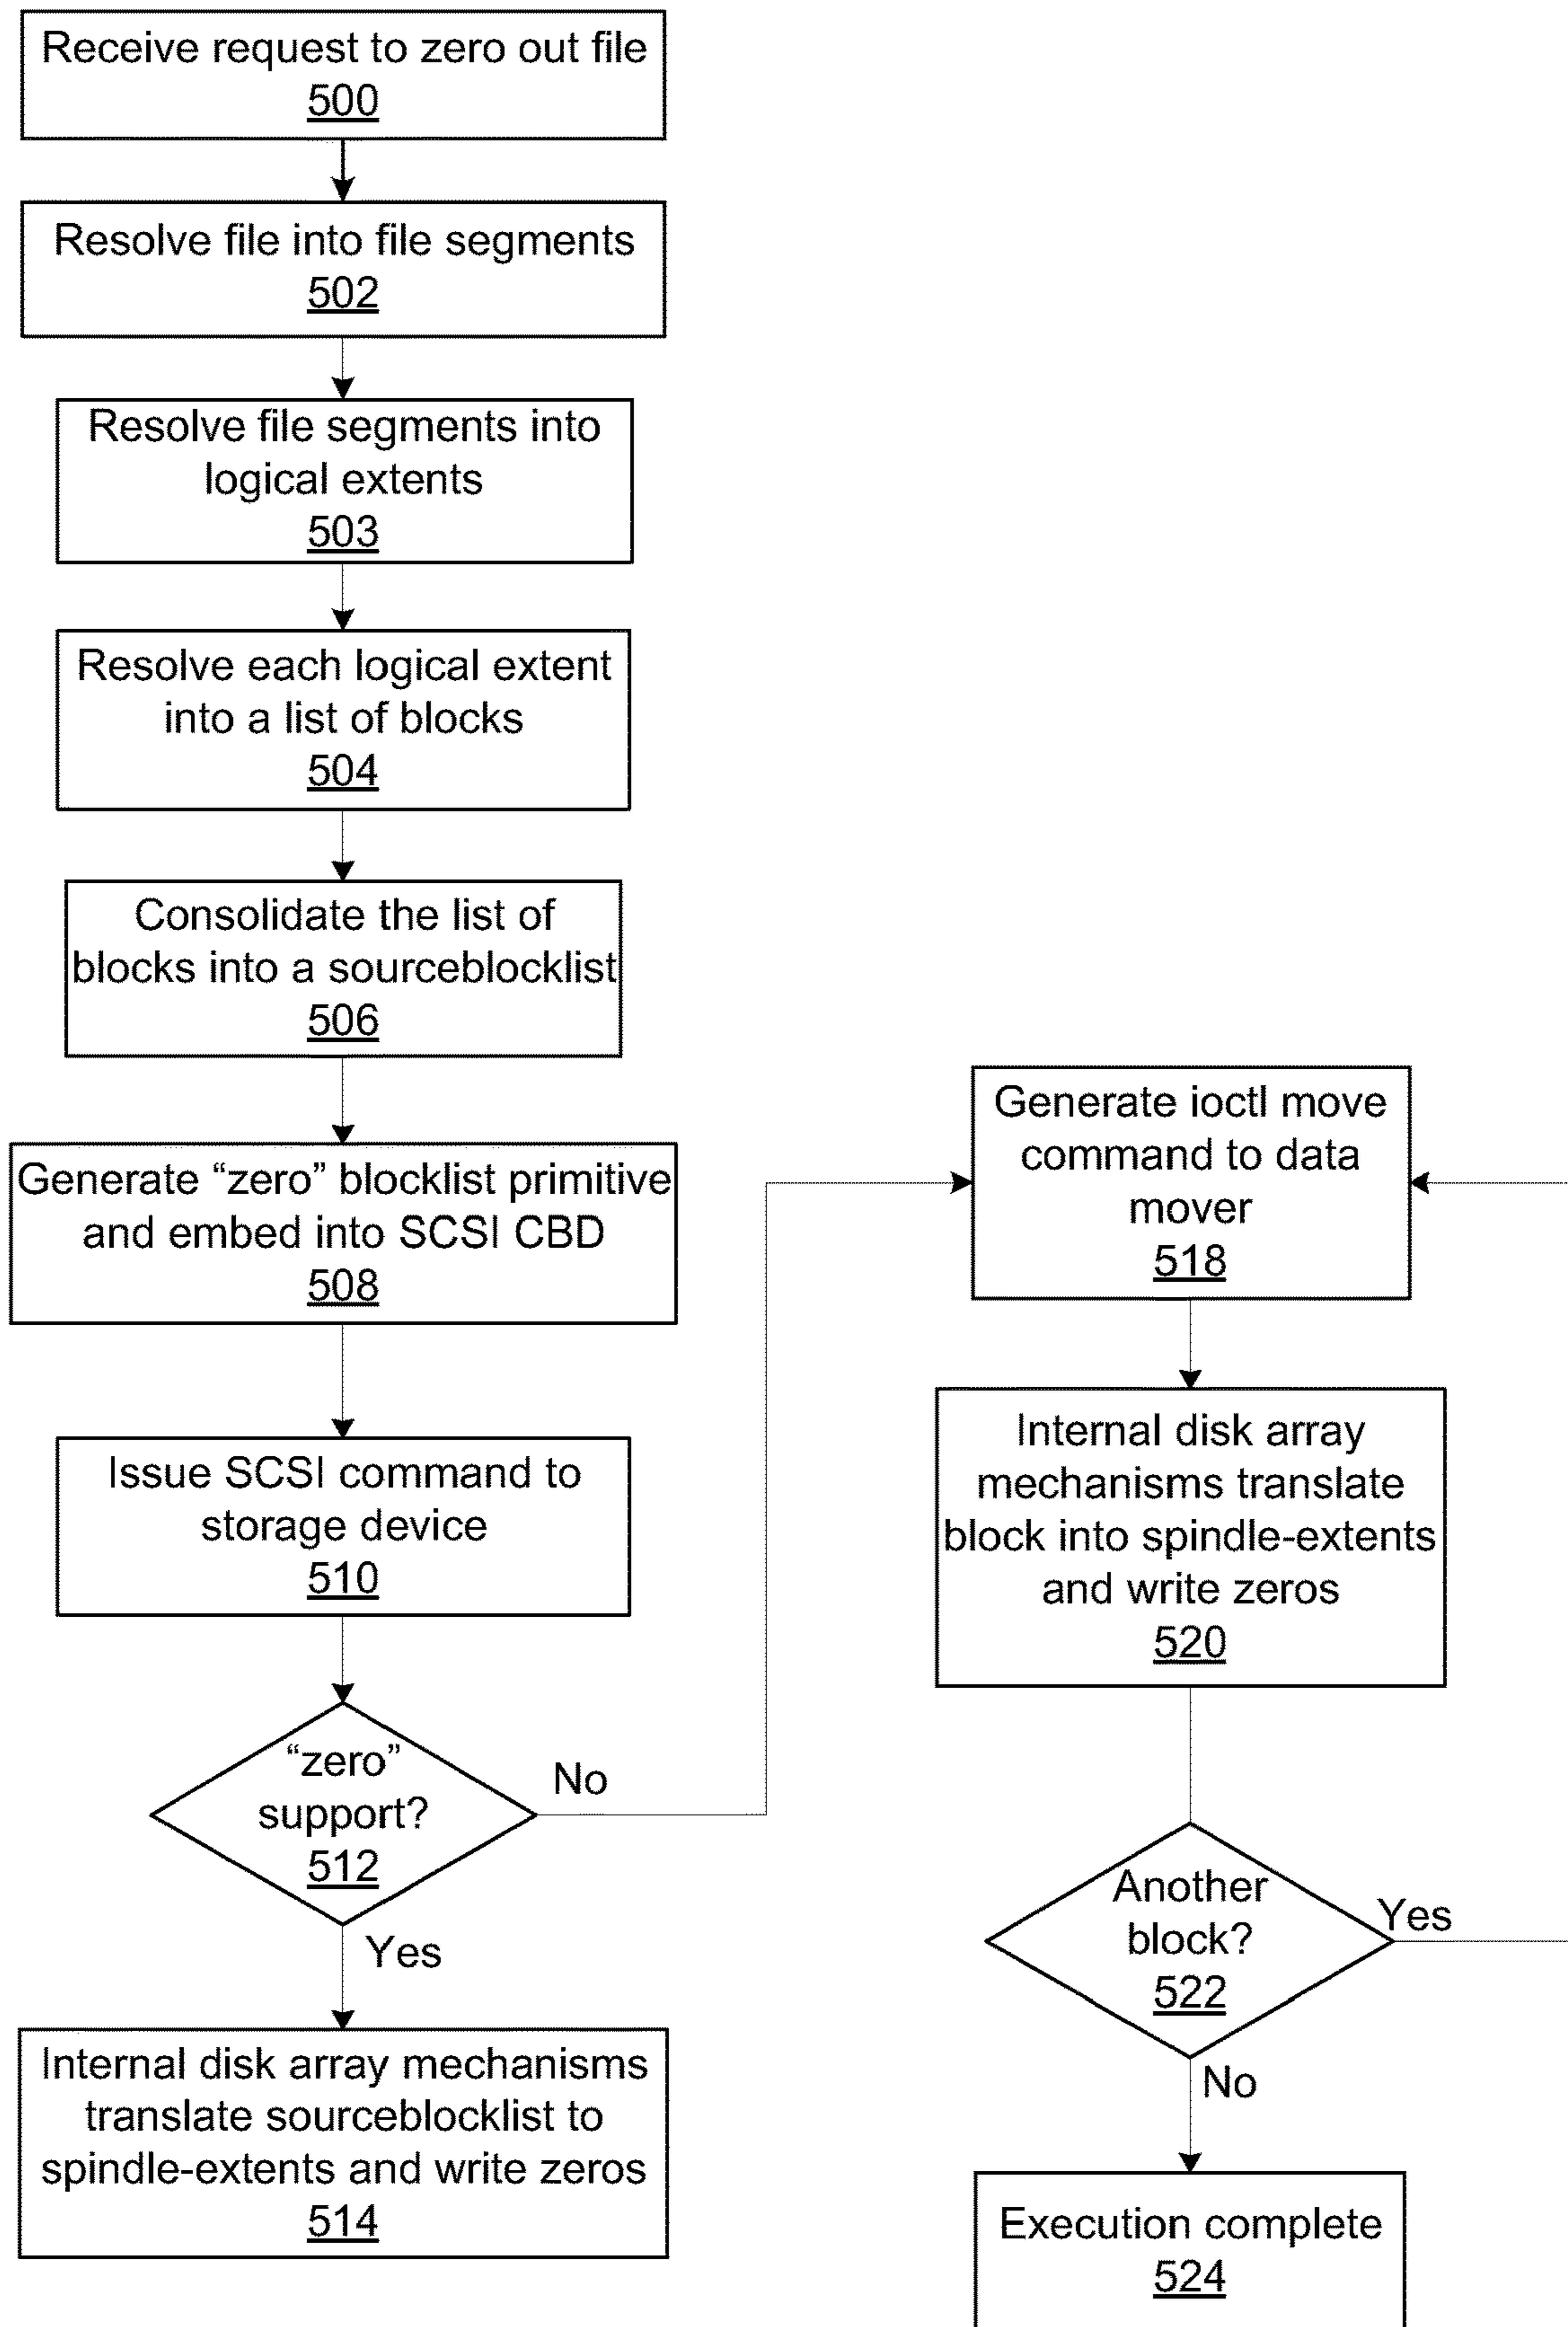 Receive request to zero out file
500
Resolve file into file segments
502
Resolve file segments into
logical extents
503
Resolve each logical extent
into a list of blocks
504
Consolidate the list of
blocks into a sourceblocklist
506
Generate “zero” blocklist primitive
and embed into SCSI CBD
508
Issue SCSI command to
storage device
510
“zero”
support?
512
No
Yes
Internal disk array mechanisms
translate sourceblocklist to
spindle-extents and write zeros
514
Generate ioctl move
command to data
mover
518
Internal disk array
mechanisms translate
block into spindle-extents
and write zeros
520
Another
block?
522
Yes
No
Execution complete
524